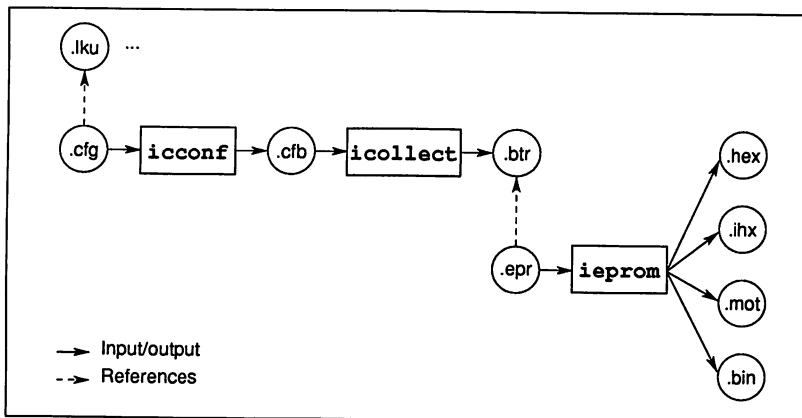 .lku ...
.cfg icconf .cfb icollect .btr
.hex
.ihx
.epr ieprom
.mot
.bin
Input/output
References